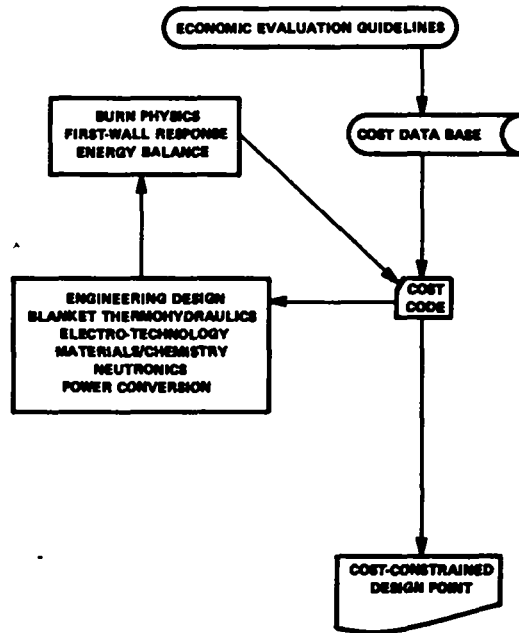 ECONOMIC EVALUATION GUIDELINES
BURN PHYSICS
FIRST-WALL RESPONSE
ENERGY BALANCE
COST DATA BASE
COST
CODE
ENGINEERING DESIGN
BLANKET THERMOHYDRAULICS
ELECTRO-TECHNOLOGY
MATERIALS/CHEMISTRY
NEUTRONICS
POWER CONVERSION
COST-CONSTRAINED
DESIGN POINT